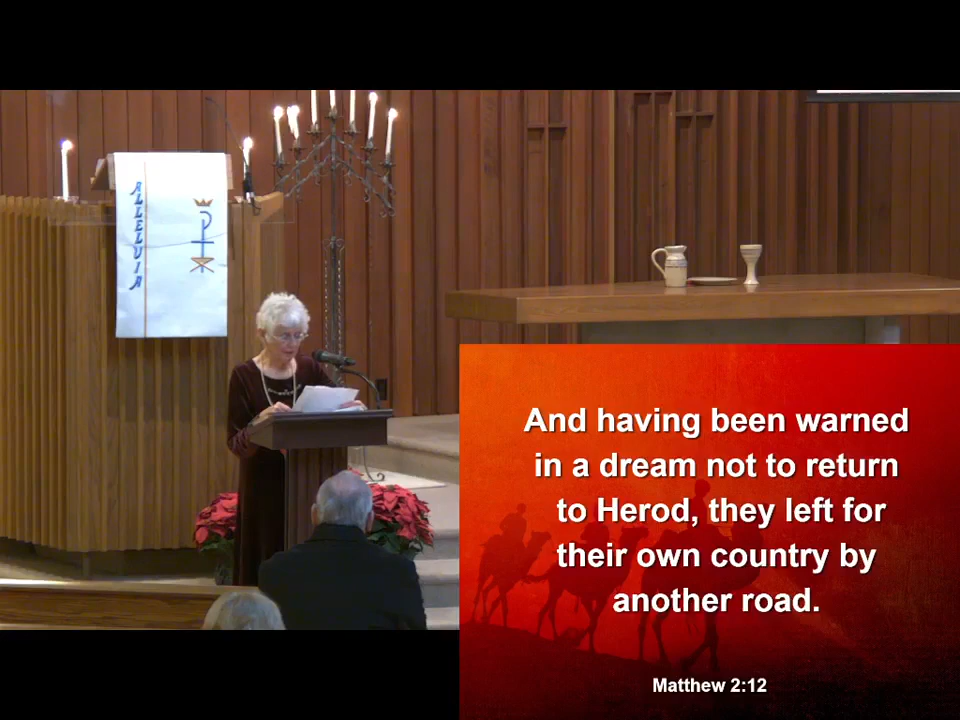 ALLELUIA
And having been warned
in a dream not to return
to Herod, they left for
their own country by
another road.
Matthew 2:12